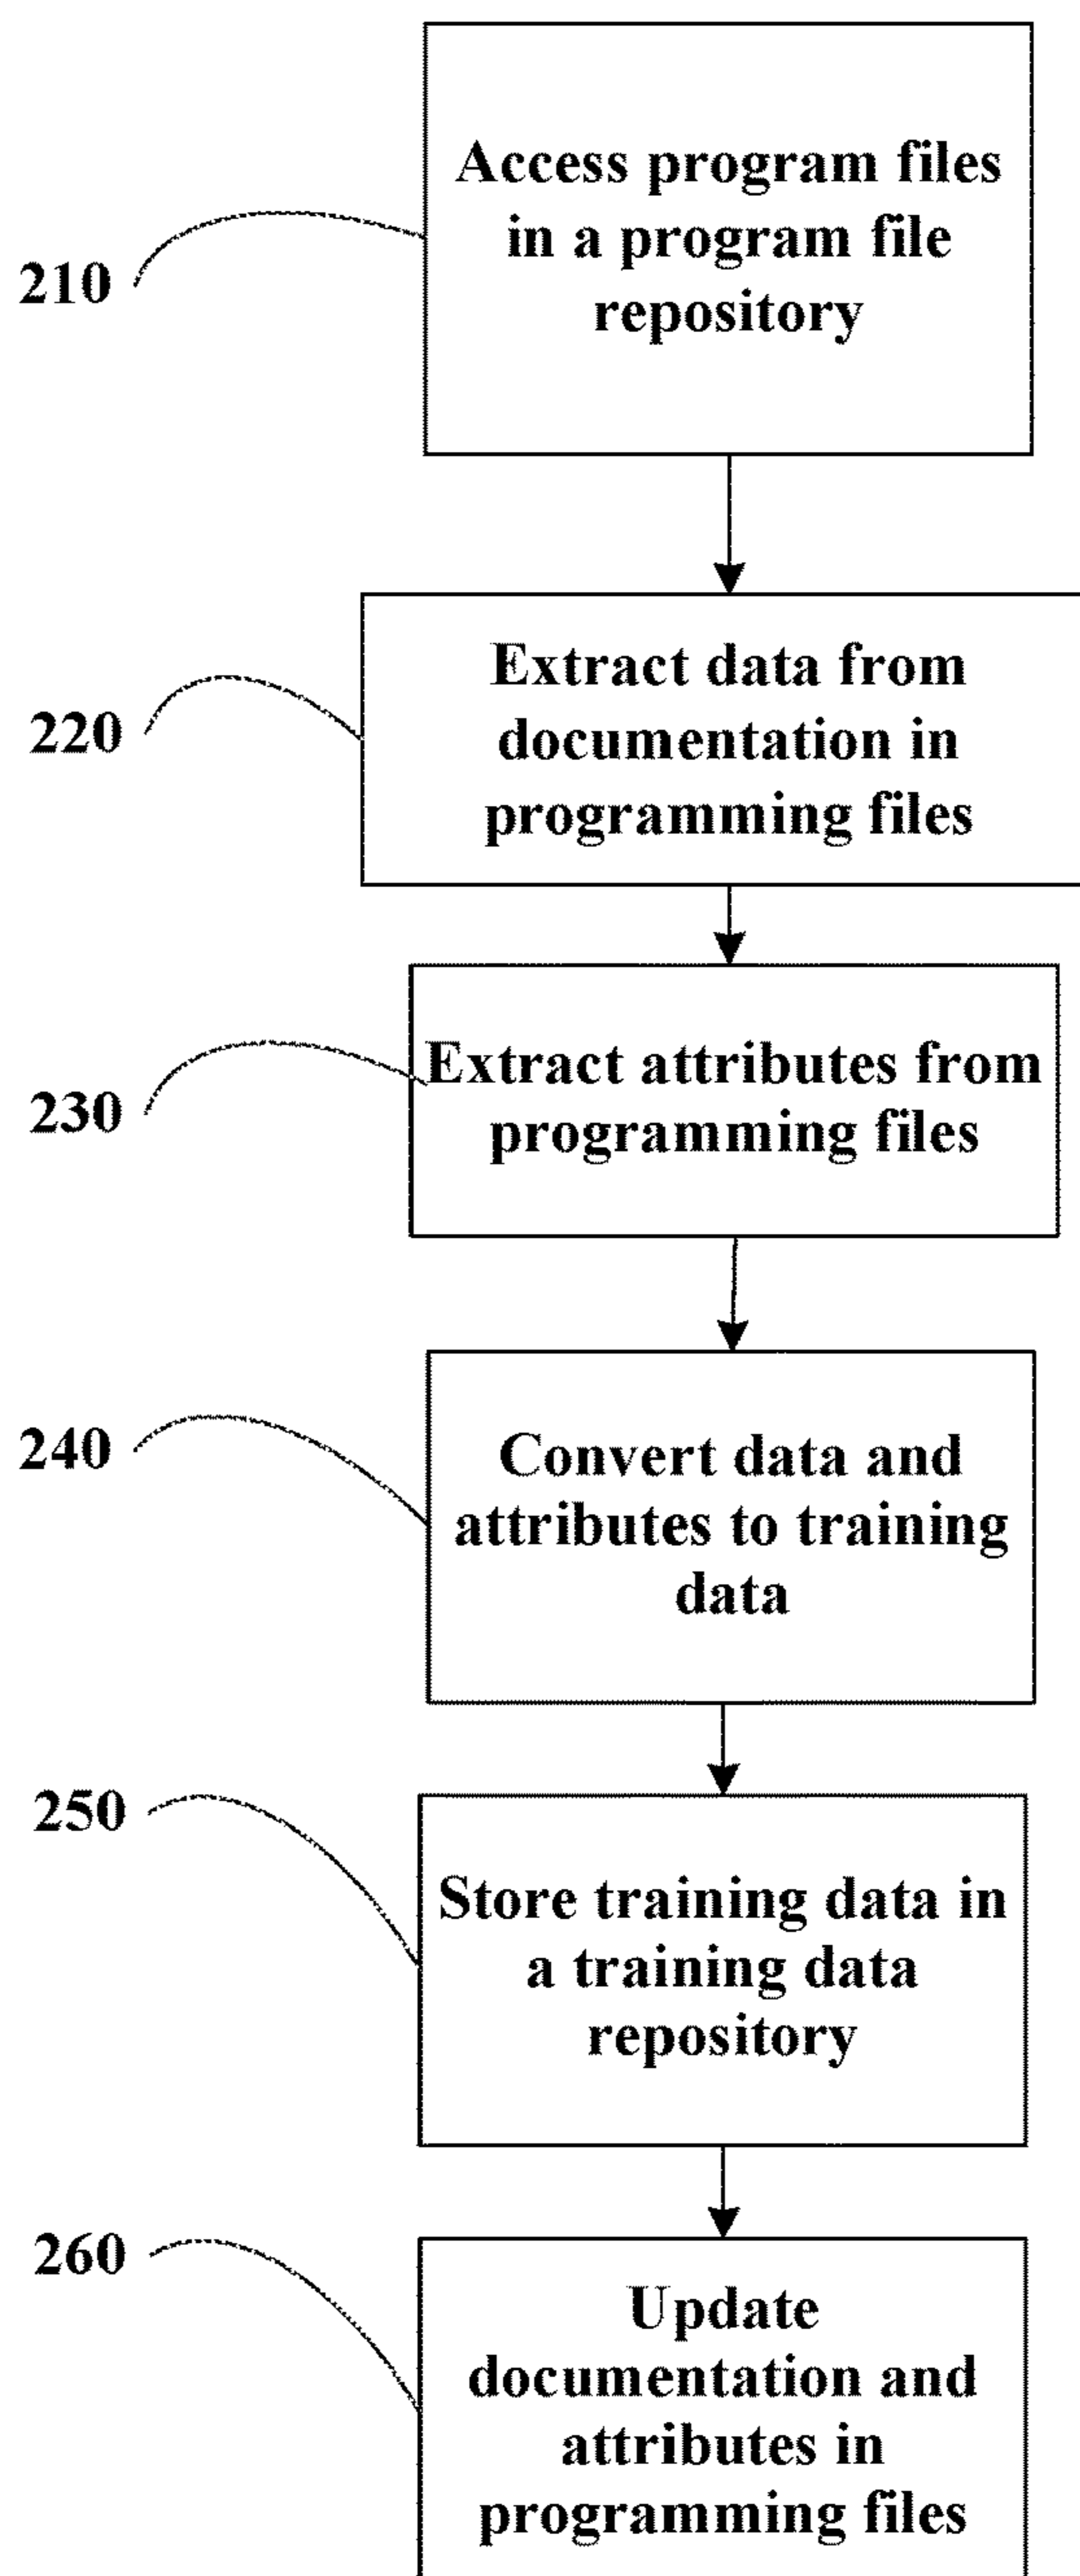 Access program files
in a program file
repository
210
Extract data from
documentation in
programming files
220
Extract attributes from
programming files
230
Convert data and
attributes to training
data
240
Store training data in
a training data
repository
250
Update
documentation and
attributes in
programming files
260